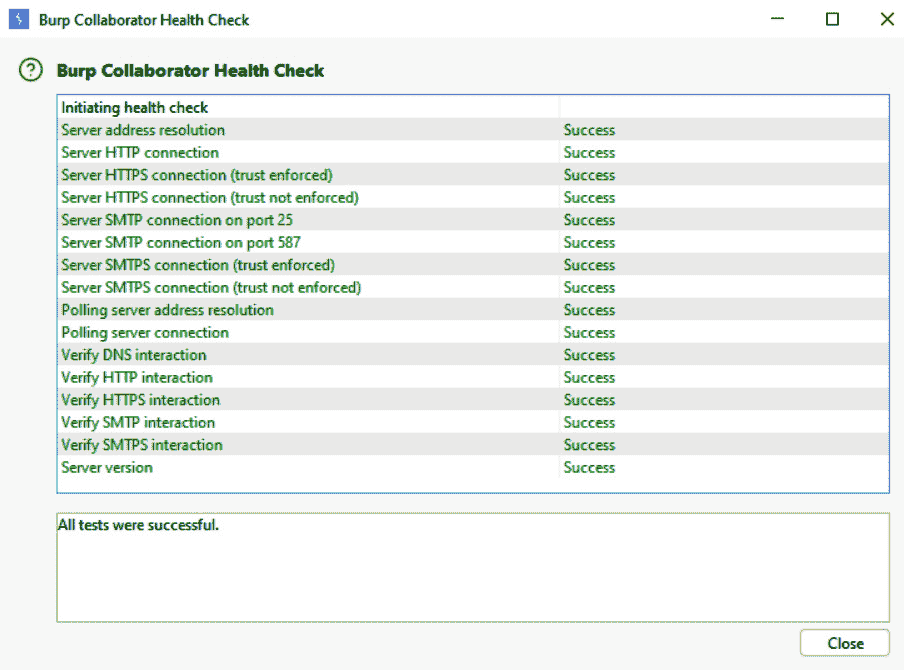 Burp Collaborator Health Check
Burp Collaborator Health Check
Initiating health check
Server address resolution Success
Server HTTP connection Success
Server HTTPS connection (trust enforced) Success
Server HTTPS connection (trust not enforced) Success
Server SMTP connection on port 25 Success
Server SMTP connection on port 587 Success
Server SMTPS connection (trust enforced) Success
Server SMTPS connection (trust not enforced) Success
Polling server address resolution Success
Polling server connection Success
Verify DNS interaction Success
Verify HTTP interaction Success
Verify HTTPS interaction Success
Verify SMTP interaction Success
Verify SMTPS interaction Success
Server version Success
All tests were successful.
Close